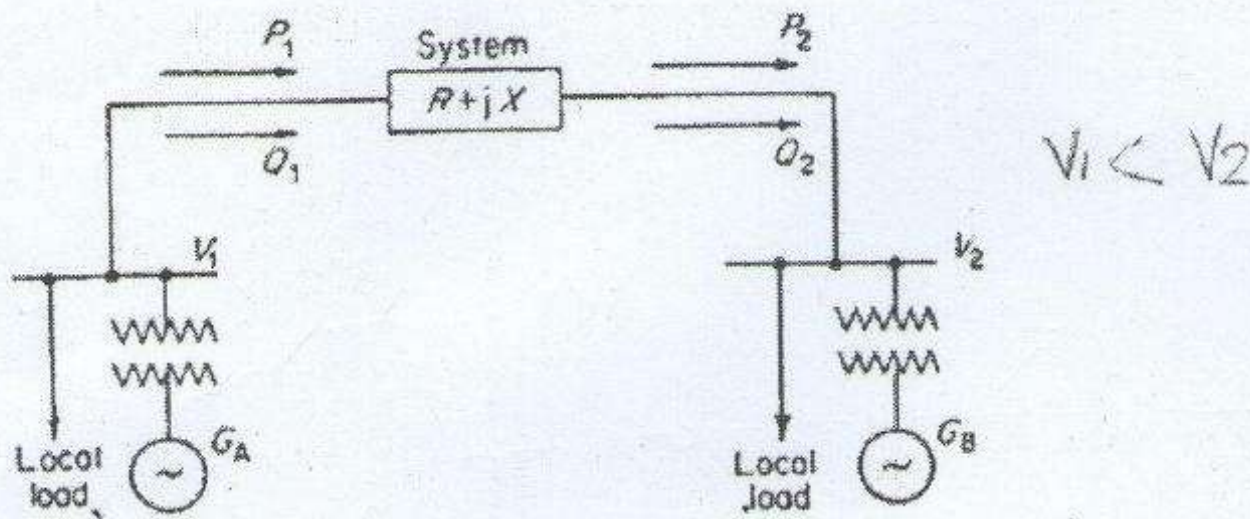 P1 System P2
R+jX
Q1 Q2
V1 < V2
V1 V2
GA GB
~ ~
Local
load
Local
load